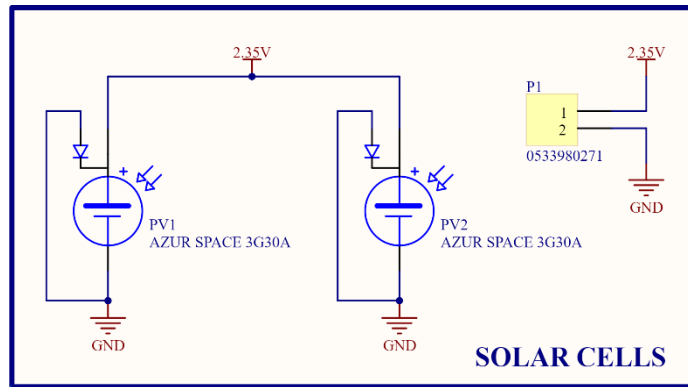 2.35V
2.35V
P1
1
2
0533980271
GND
PV1
AZUR SPACE 3G30A
PV2
AZUR SPACE 3G30A
GND
GND
SOLAR CELLS